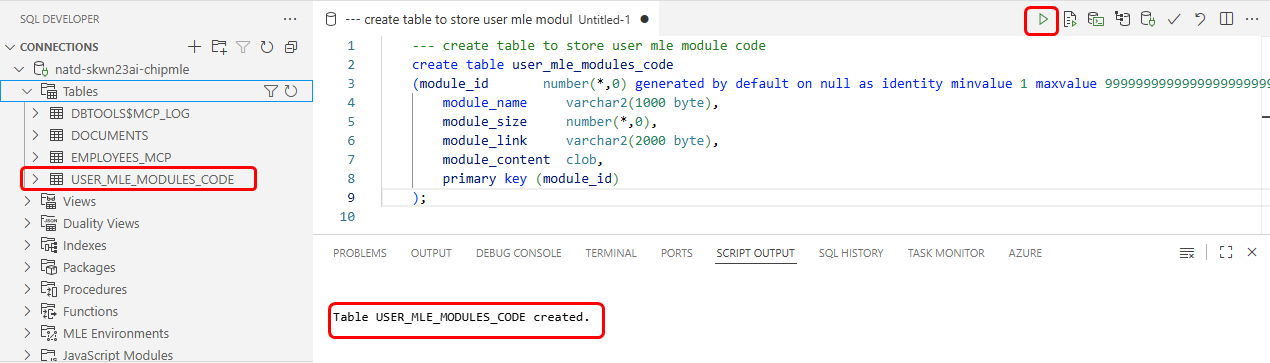 SQL DEVELOPER
CONNECTIONS
natd-skwn23ai-chipmle
Tables
DBTOOLS$MCP_LOG
DOCUMENTS
EMPLOYEES_MCP
USER_MLE_MODULES_CODE
Views
Duality Views
Indexes
Packages
Procedures
Functions
MLE Environments
JavaScript Modules
--- create table to store user mle modul Untitled-1
1 --- create table to store user mle module code
2 create table user_mle_modules_code
3 (module_id number(*,0) generated by default on null as identity minvalue 1 maxvalue
4 module_name varchar2(1000 byte),
5 module_size number(*,0),
6 module_link varchar2(2000 byte),
7 module_content clob,
8 primary key (module_id)
9 );
10
PROBLEMS OUTPUT DEBUG CONSOLE TERMINAL PORTS SCRIPT OUTPUT SQL HISTORY TASK MONITOR AZURE
Table USER_MLE_MODULES_CODE created.